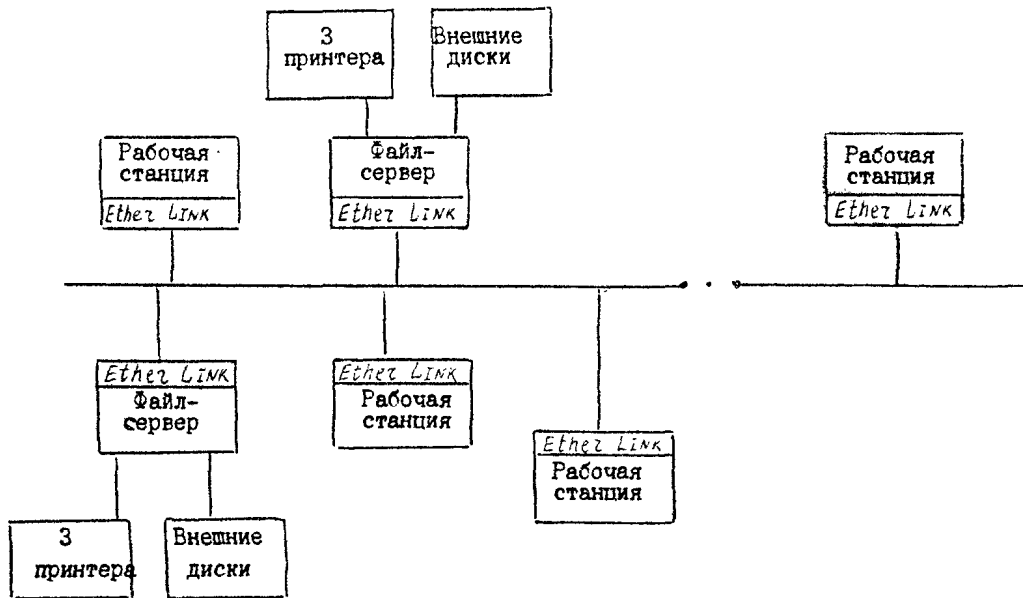 3
принтера
Внешние
диски
Рабочая
станция
Ether LINK
Файл-
сервер
Ether LINK
Рабочая
станция
Ether LINK
Ether LINK
Файл-
сервер
Ether LINK
Рабочая
станция
Ether LINK
Рабочая
станция
3
принтера
Внешние
диски